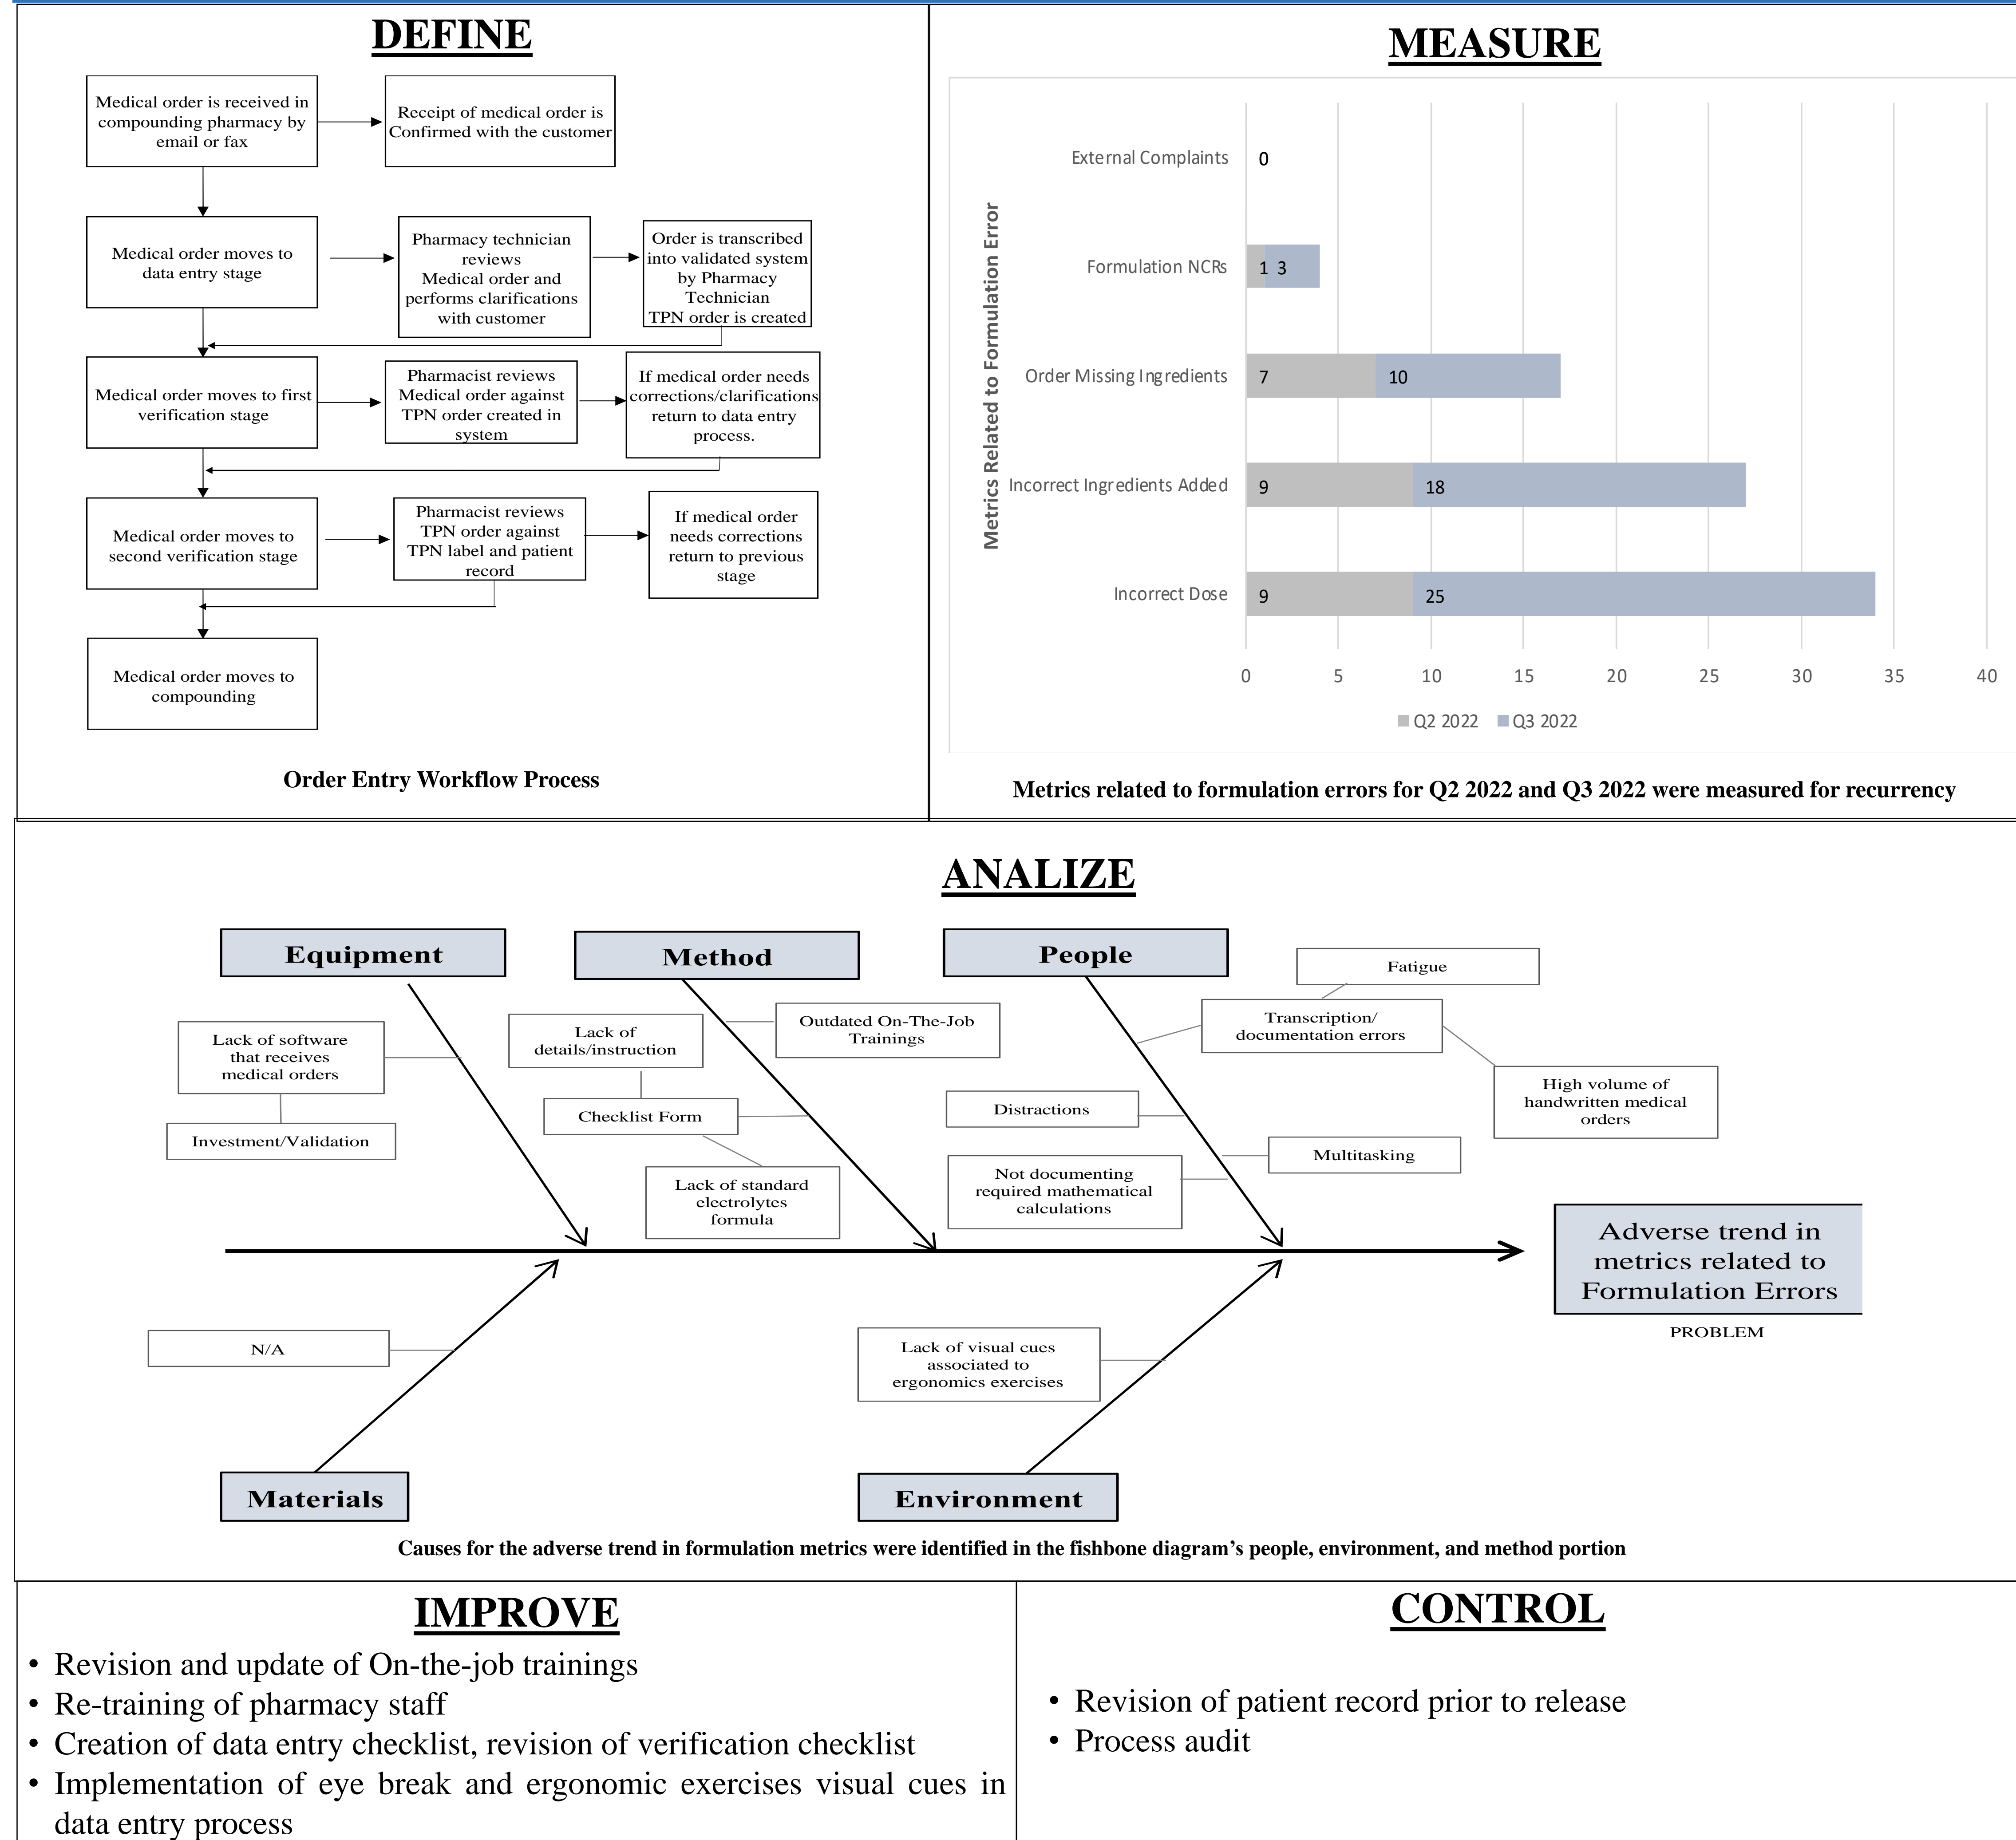 DEFINE
Medical order is received in
compounding pharmacy by
email or fax
Receipt of medical order is
Confirmed with the customer
Medical order moves to
data entry stage
Pharmacy technician
reviews
Medical order and
performs clarifications
with customer
Order is transcribed
into validated system
by Pharmacy
Technician
TPN order is created
Medical order moves to first
verification stage
Pharmacist reviews
Medical order against
TPN order created in
system
If medical order needs
corrections/clarifications
return to data entry
process.
Medical order moves to
second verification stage
Pharmacist reviews
TPN order against
TPN label and patient
record
If medical order
needs corrections
return to previous
stage
Medical order moves to
compounding
Order Entry Workflow Process
MEASURE
Metrics Related to Formulation Error
External Complaints
0
Formulation NCRs
1 3
Order Missing Ingredients
7 10
Incorrect Ingredients Added
9 18
Incorrect Dose
9 25
0 5 10 15 20 25 30 35 40
Q2 2022 Q3 2022
Metrics related to formulation errors for Q2 2022 and Q3 2022 were measured for recurrency
ANALIZE
Equipment
Method
People
Fatigue
Lack of software
that receives
medical orders
Investment/Validation
Lack of
details/instruction
Outdated On-The-Job
Trainings
Checklist Form
Lack of standard
electrolytes
formula
Transcription/
documentation errors
High volume of
handwritten medical
orders
Distractions
Multitasking
Not documenting
required mathematical
calculations
Adverse trend in
metrics related to
Formulation Errors
PROBLEM
N/A
Lack of visual cues
associated to
ergonomics exercises
Materials
Environment
Causes for the adverse trend in formulation metrics were identified in the fishbone diagram’s people, environment, and method portion
IMPROVE
• Revision and update of On-the-job trainings
• Re-training of pharmacy staff
• Creation of data entry checklist, revision of verification checklist
• Implementation of eye break and ergonomic exercises visual cues in
data entry process
CONTROL
• Revision of patient record prior to release
• Process audit